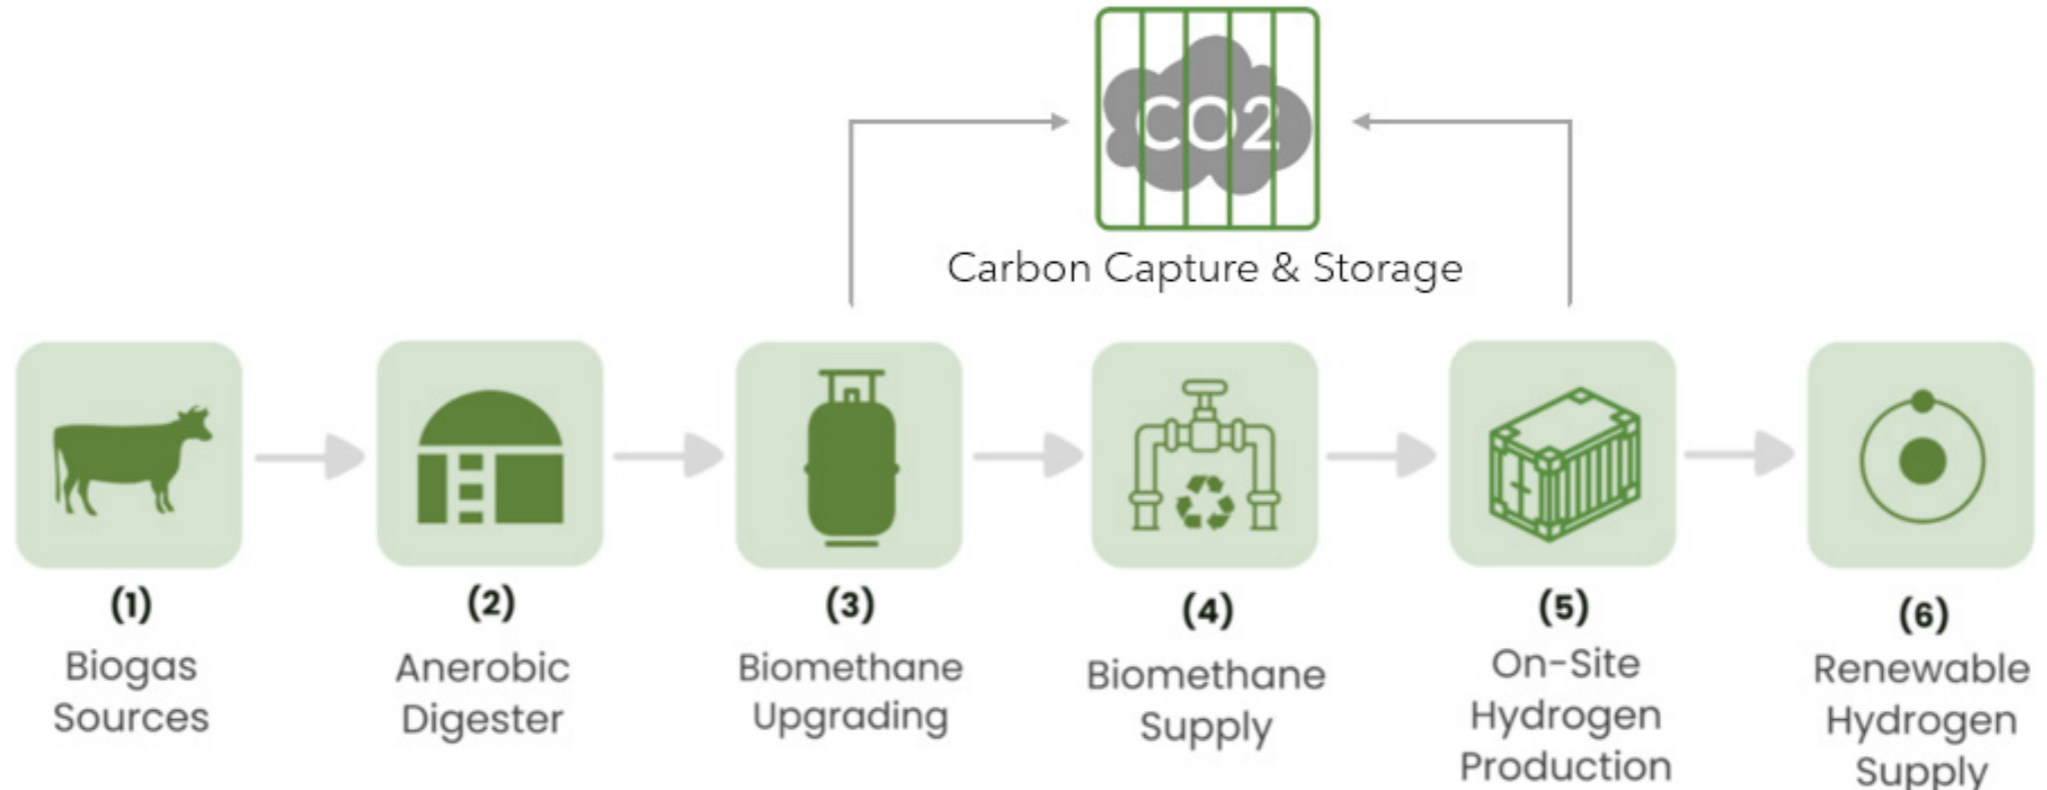 CO2
Carbon Capture & Storage
(1)
Biogas
Sources
(2)
Anerobic
Digester
(3)
Biomethane
Upgrading
(4)
Biomethane
Supply
(5)
On-Site
Hydrogen
Production
(6)
Renewable
Hydrogen
Supply